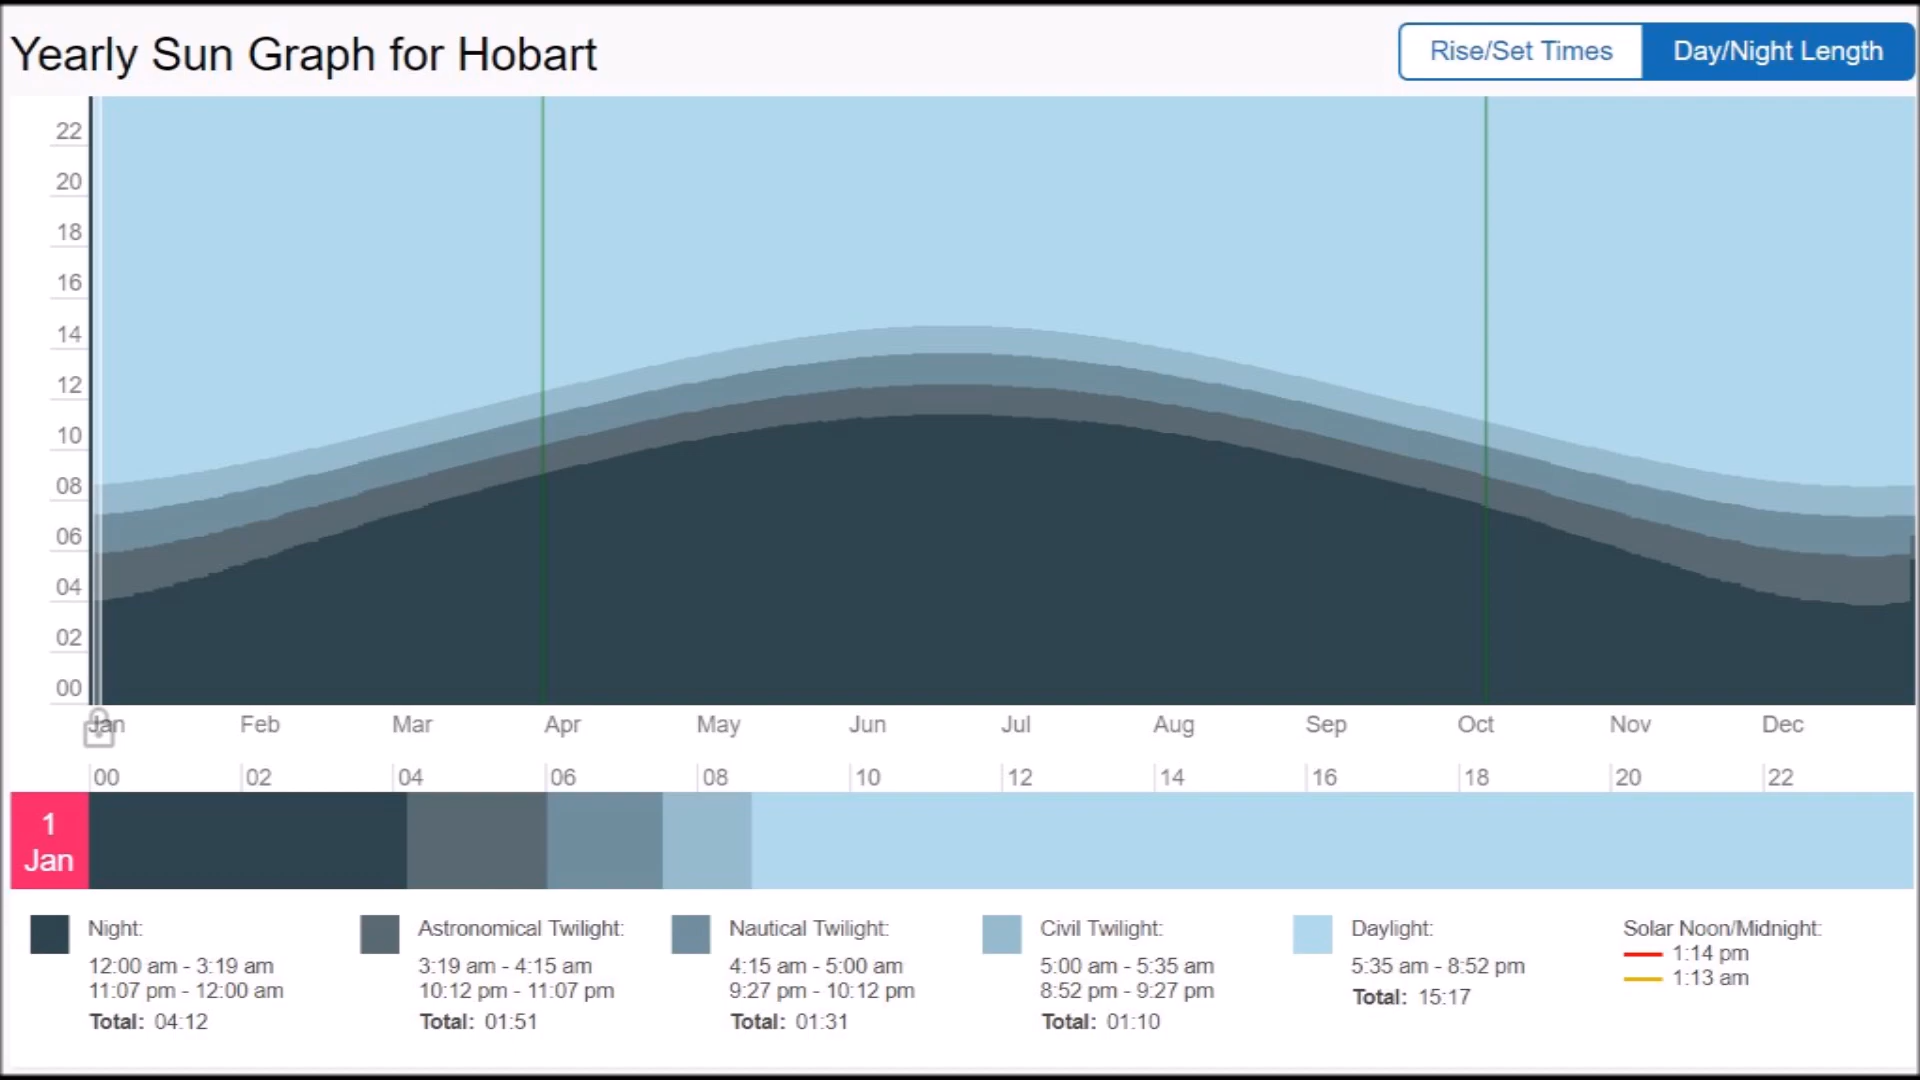 Yearly Sun Graph for Hobart
Rise/Set Times
Day/Night Length
22
20
18
16
14
12
10
08
06
04
02
00
Jan Feb Mar Apr May Jun Jul Aug Sep Oct Nov Dec
00 02 04 06 08 10 12 14 16 18 20 22
1
Jan
Night:
12:00 am - 3:19 am
11:07 pm - 12:00 am
Total: 04:12
Astronomical Twilight:
3:19 am - 4:15 am
10:12 pm - 11:07 pm
Total: 01:51
Nautical Twilight:
4:15 am - 5:00 am
9:27 pm - 10:12 pm
Total: 01:31
Civil Twilight:
5:00 am - 5:35 am
8:52 pm - 9:27 pm
Total: 01:10
Daylight:
5:35 am - 8:52 pm
Total: 15:17
Solar Noon/Midnight:
1:14 pm
1:13 am